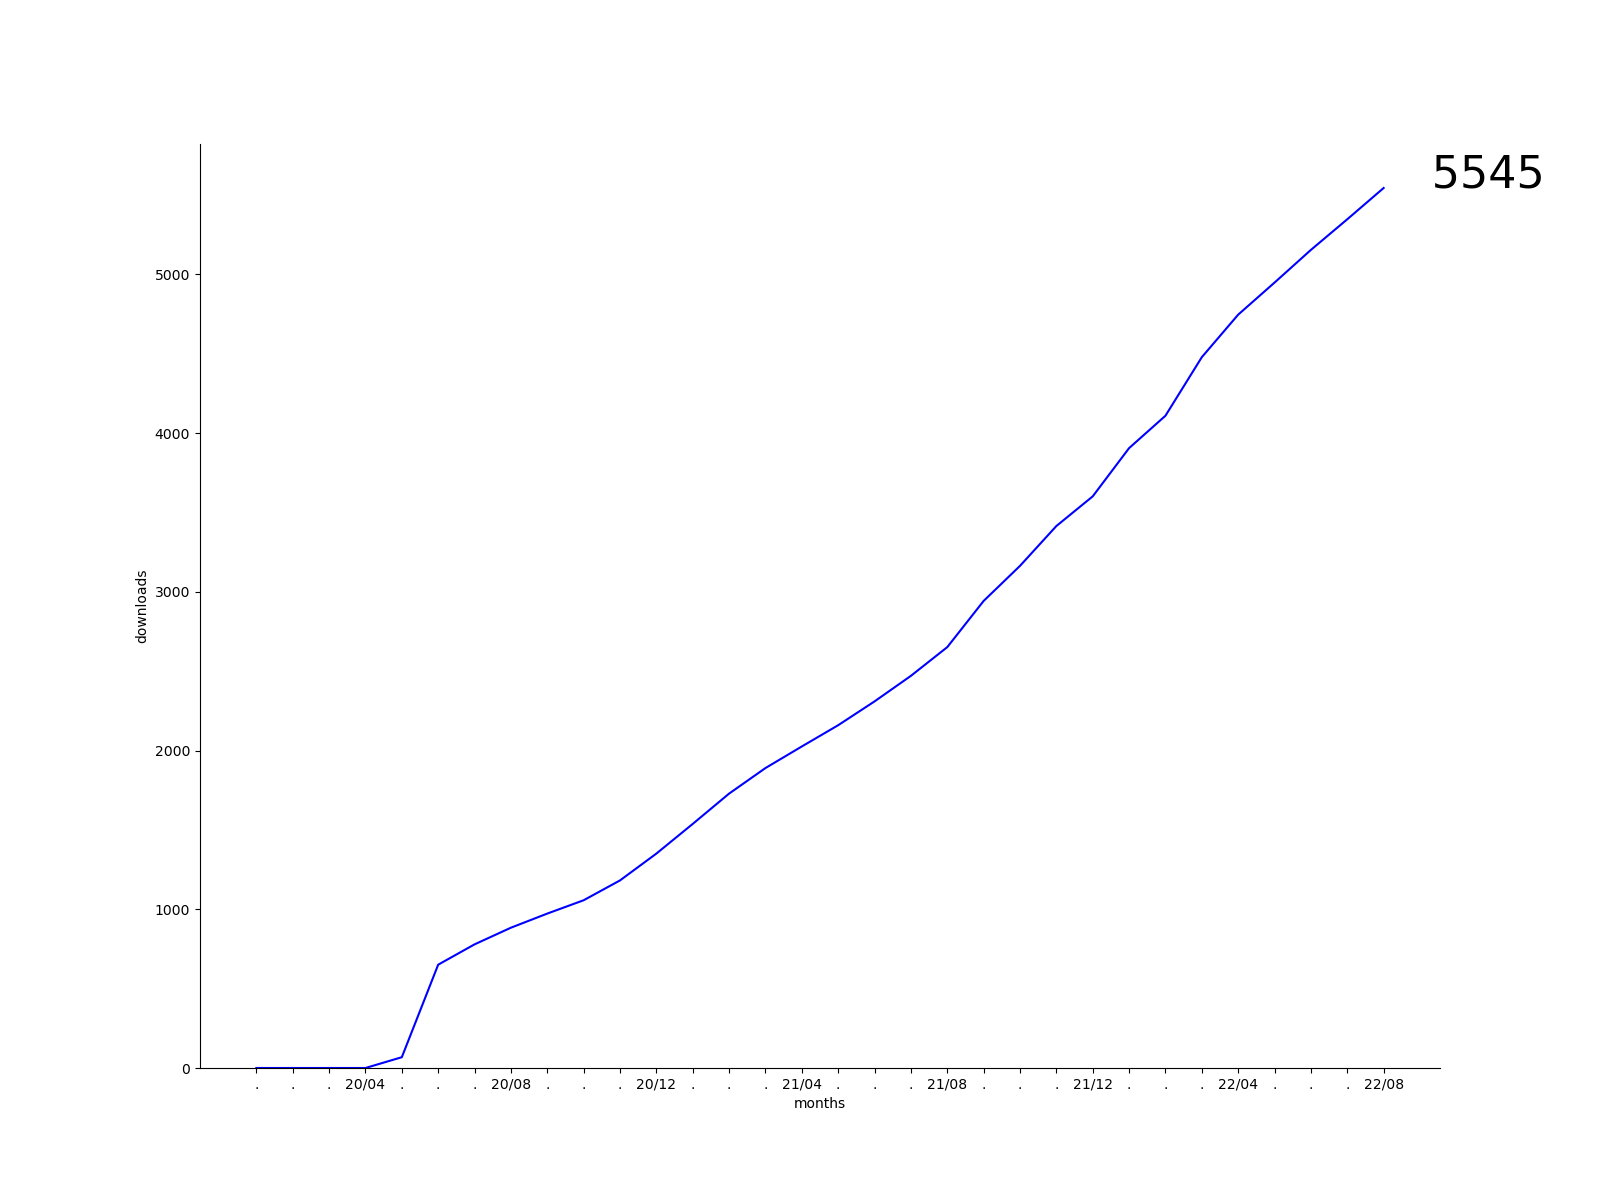 5545
5000
4000
3000
2000
1000
0
downloads
. . . 20/04 . . . 20/08 . . . 20/12 . . . 21/04 . . . 21/08 . . . 21/12 . . . 22/04 . . . 22/08
months